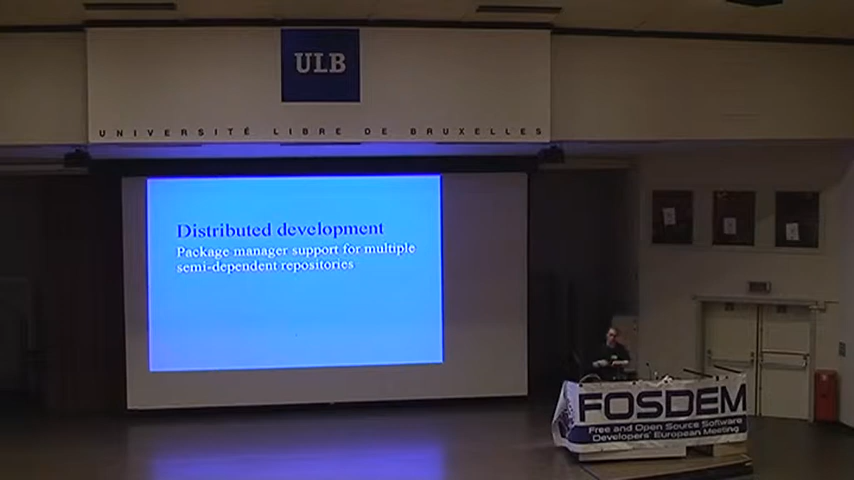 ULB
UNIVERSITÉ LIBRE DE BRUXELLES
Distributed development
Package manager support for multiple
semi-dependent repositories
FOSDEM
Free and Open Source Software
Developers' European Meeting